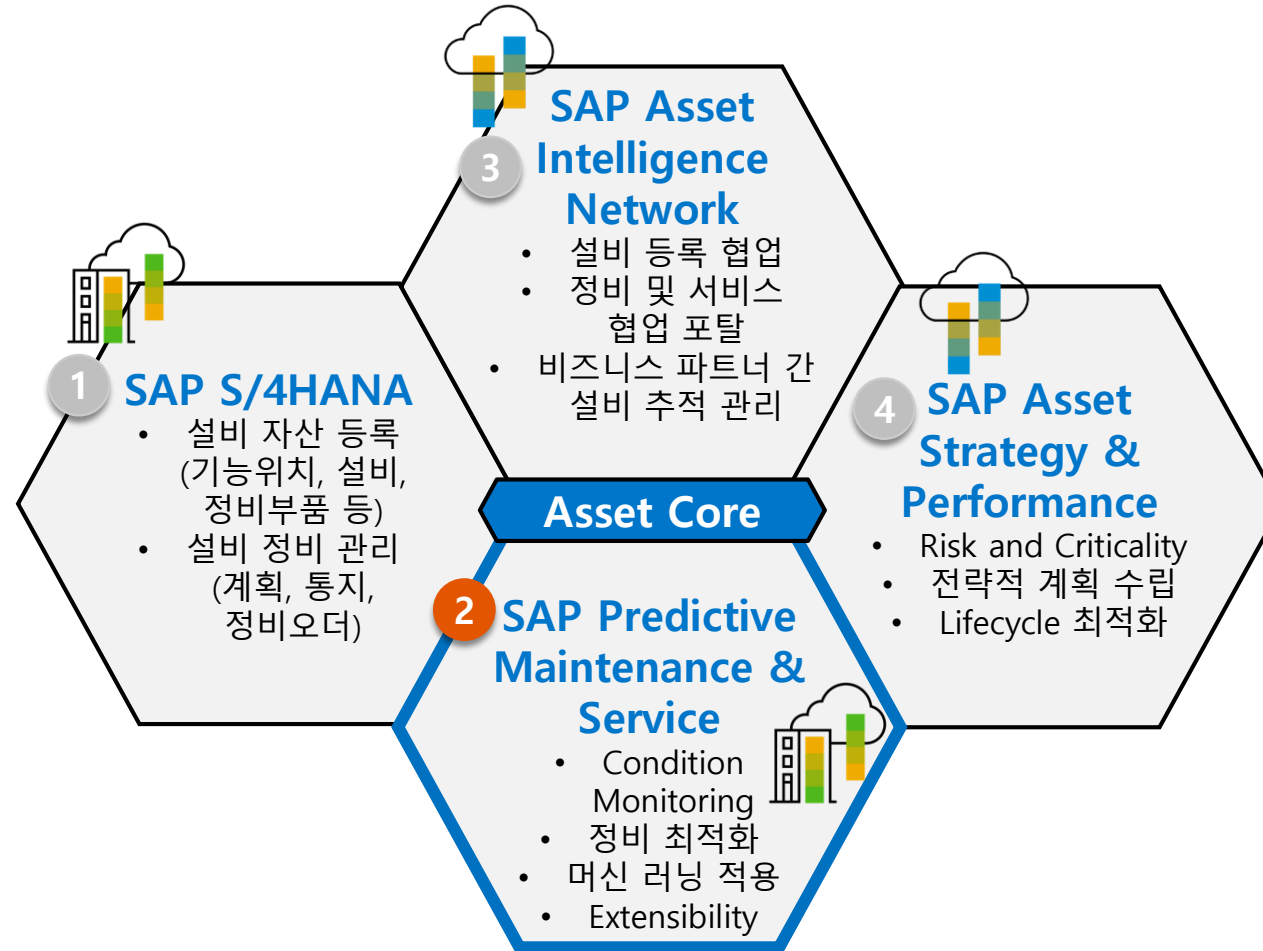 3
SAP Asset
Intelligence
Network
• 설비 등록 협업
• 정비 및 서비스
협업 포탈
• 비즈니스 파트너 간
설비 추적 관리
1
SAP S/4HANA
• 설비 자산 등록
(기능위치, 설비,
정비부품 등)
• 설비 정비 관리
(계획, 통지,
정비오더)
4
SAP Asset
Strategy &
Performance
• Risk and Criticality
• 전략적 계획 수립
• Lifecycle 최적화
Asset Core
2
SAP Predictive
Maintenance &
Service
• Condition
Monitoring
• 정비 최적화
• 머신 러닝 적용
• Extensibility